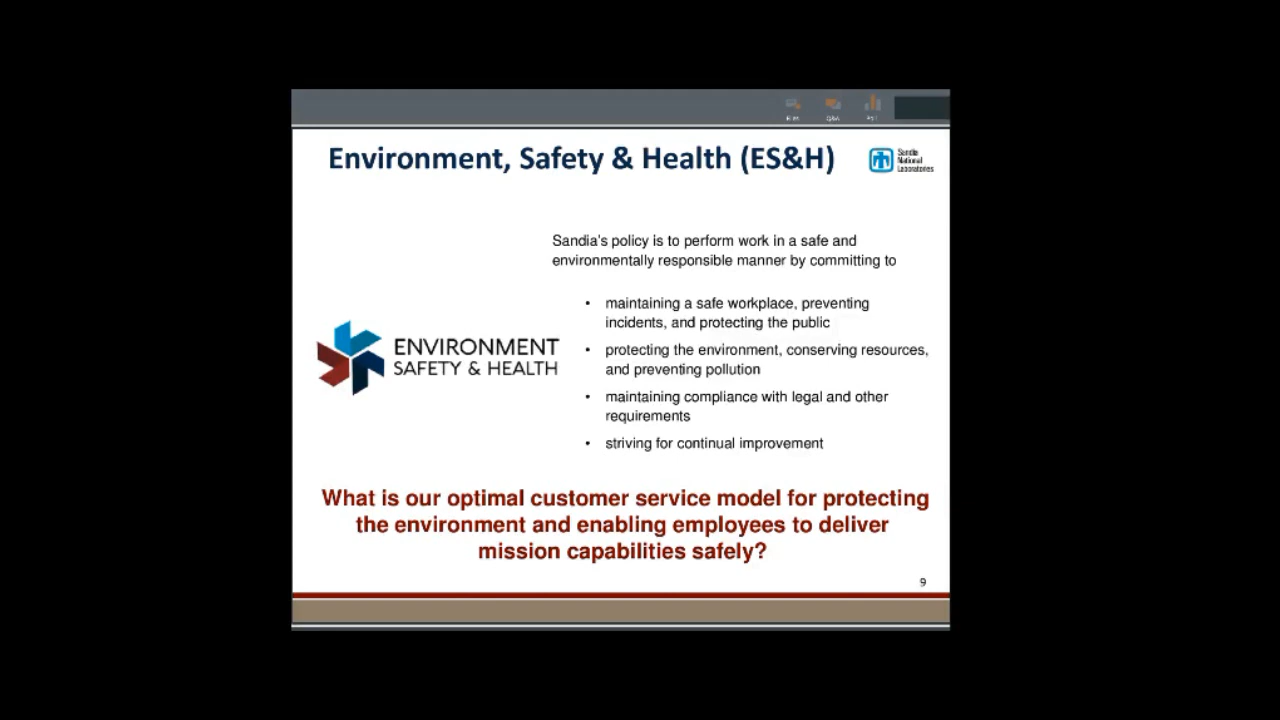 Q&A
Environment, Safety & Health (ES&H)
Sandia
National
Laboratories
Sandia's policy is to perform work in a safe and
environmentally responsible manner by committing to
• maintaining a safe workplace, preventing
incidents, and protecting the public
• protecting the environment, conserving resources,
and preventing pollution
• maintaining compliance with legal and other
requirements
• striving for continual improvement
ENVIRONMENT
SAFETY & HEALTH
What is our optimal customer service model for protecting
the environment and enabling employees to deliver
mission capabilities safely?
9